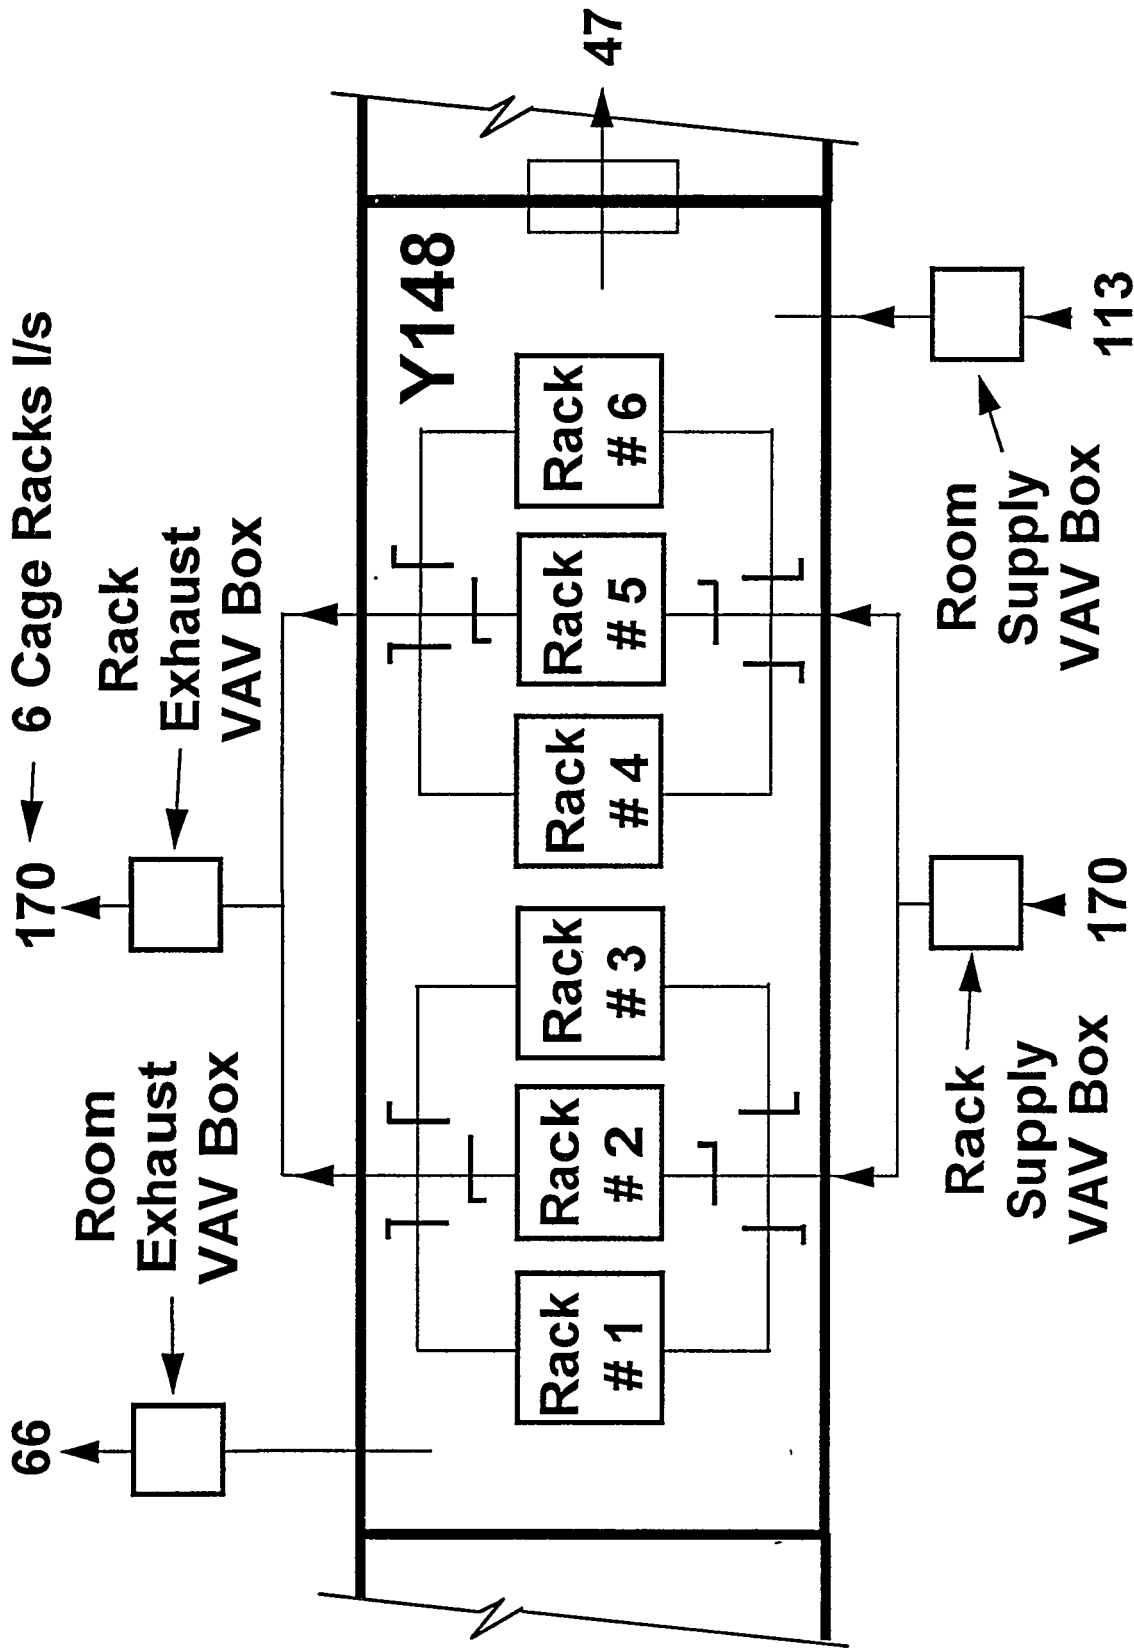 66
170
6 Cage Racks l/s
Room
Exhaust
VAV Box
Rack
Exhaust
VAV Box
Y148
Rack
# 1
Rack
# 2
Rack
# 3
Rack
# 4
Rack
# 5
Rack
# 6
47
Rack
Supply
VAV Box
170
Room
Supply
VAV Box
113